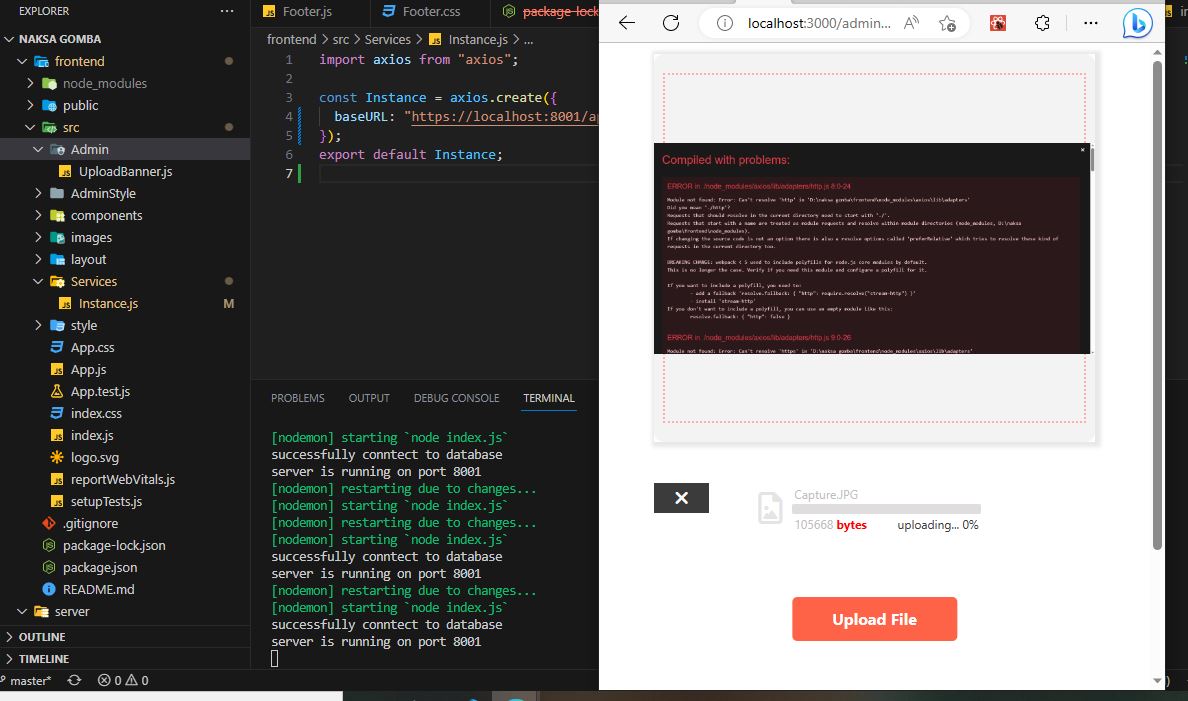 EXPLORER
NAKSA GOMBA
frontend
node_modules
public
src
Admin
UploadBanner.js
AdminStyle
components
images
layout
Services
Instance.js M
style
App.css
App.js
App.test.js
index.css
index.js
logo.svg
reportWebVitals.js
setupTests.js
.gitignore
package-lock.json
package.json
README.md
server
OUTLINE
TIMELINE
master*
0 0
Footer.js Footer.css package-lock
frontend > src > Services > Instance.js > ...
1 import axios from "axios";
2
3 const Instance = axios.create({
4 baseURL: "https://localhost:8001/a
5 });
6 export default Instance;
7
PROBLEMS OUTPUT DEBUG CONSOLE TERMINAL
[nodemon] starting `node index.js`
successfully conntect to database
server is running on port 8001
[nodemon] restarting due to changes...
[nodemon] starting `node index.js`
[nodemon] restarting due to changes...
[nodemon] starting `node index.js`
successfully conntect to database
server is running on port 8001
[nodemon] restarting due to changes...
[nodemon] starting `node index.js`
successfully conntect to database
server is running on port 8001
localhost:3000/admin...
Compiled with problems:
ERROR in ./node_modules/axios/lib/adapters/http.js 8:0-24
Module not found: Error: Can't resolve 'http' in 'D:\naksa gomba\frontend\node_modules\axios\lib\adapters'
Did you mean './http'?
Requests that should resolve in the current directory need to start with './'.
Requests that start with a name are treated as module requests and resolve within module directories (node_modules, D:\naksa
gomba\frontend\node_modules).
If changing the source code is not an option there is also a resolve options called 'preferRelative' which tries to resolve these kind of
requests in the current directory too.
BREAKING CHANGE: webpack < 5 used to include polyfills for node.js core modules by default.
This is no longer the case. Verify if you need this module and configure a polyfill for it.
If you want to include a polyfill, you need to:
- add a fallback 'resolve.fallback: { "http": require.resolve("stream-http") }'
- install 'stream-http'
If you don't want to include a polyfill, you can use an empty module like this:
resolve.fallback: { "http": false }
ERROR in ./node_modules/axios/lib/adapters/http.js 9:0-26
Module not found: Error: Can't resolve 'https' in 'D:\naksa gomba\frontend\node_modules\axios\lib\adapters'
Capture.JPG
105668 bytes uploading... 0%
Upload File